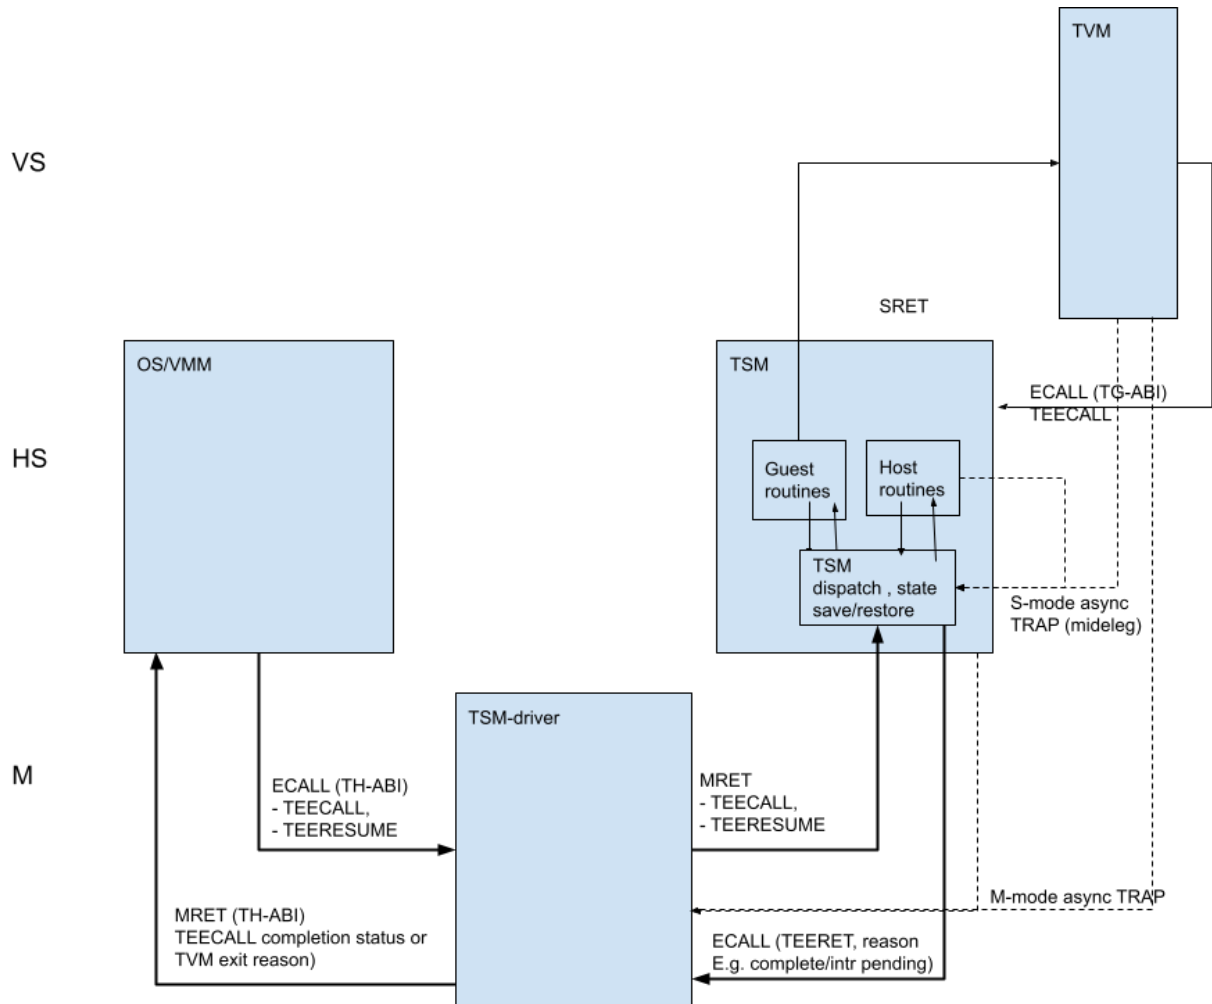 TVM
VS
SRET
OS/VMM
TSM
ECALL (TG-ABI)
TEECALL
HS
Guest
routines
Host
routines
TSM
dispatch , state
save/restore
S-mode async
TRAP (mideleg)
TSM-driver
M
ECALL (TH-ABI)
- TEECALL,
- TEERESUME
MRET
- TEECALL,
- TEERESUME
M-mode async TRAP
MRET (TH-ABI)
TEECALL completion status or
TVM exit reason)
ECALL (TEERET, reason
E.g. complete/intr pending)